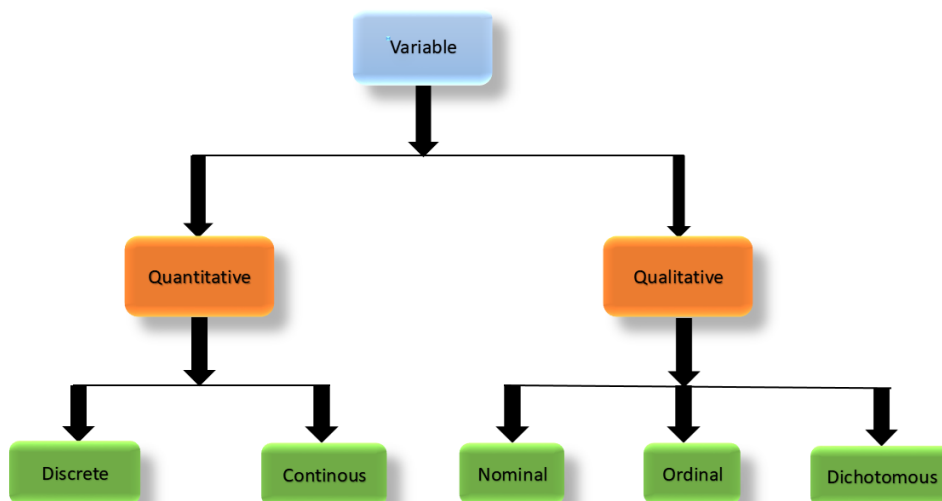 Variable
Quantitative
Qualitative
Discrete
Continous
Nominal
Ordinal
Dichotomous